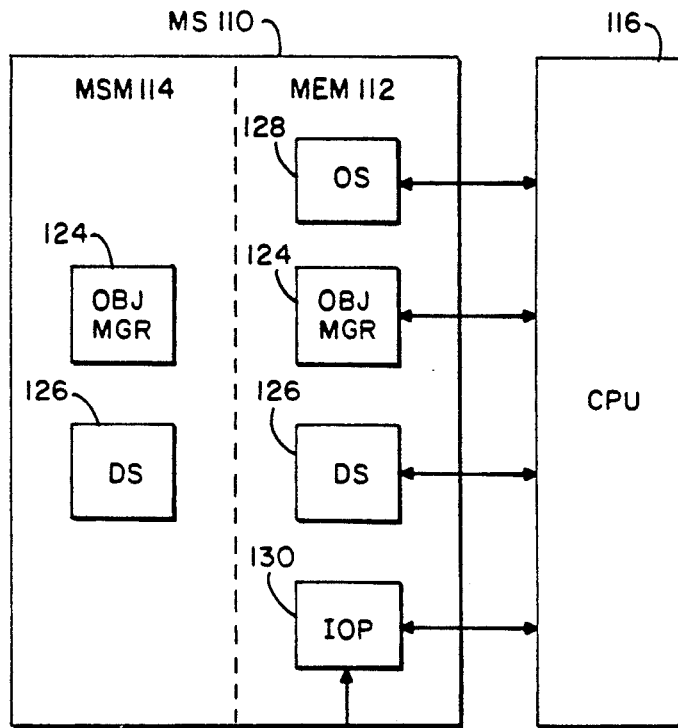 MS 110
116
MSM 114
MEM 112
128
OS
124
OBJ
MGR
124
OBJ
MGR
CPU
126
DS
126
DS
130
IOP